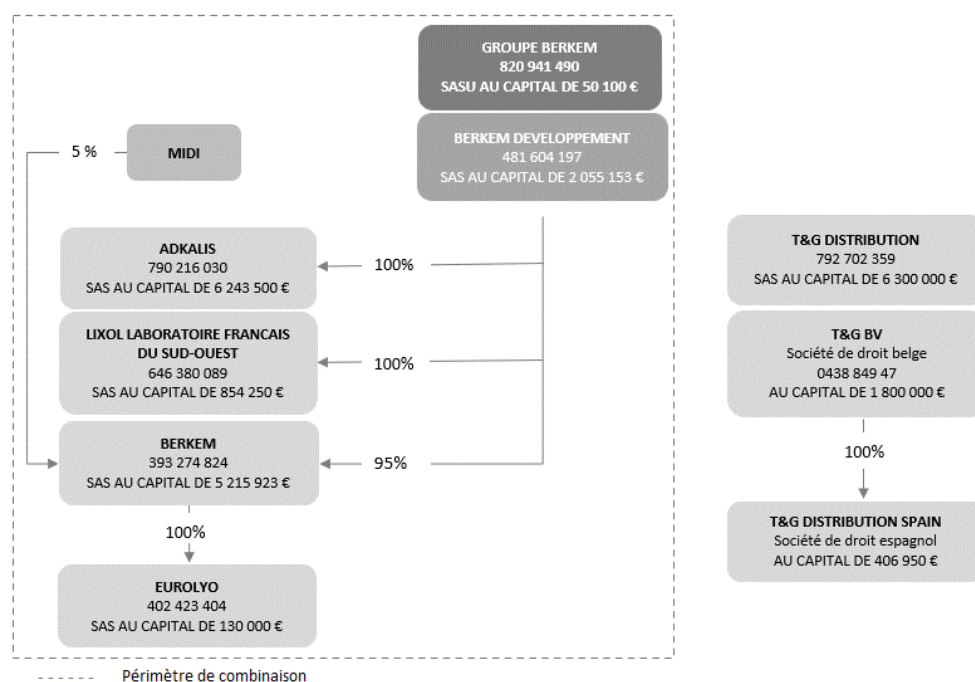 GROUPE BERKEM
820 941 490
SASU AU CAPITAL DE 50 100 €
BERKEM DEVELOPPEMENT
481 604 197
SAS AU CAPITAL DE 2 055 153 €
5 %
MIDI
ADKALIS
790 216 030
SAS AU CAPITAL DE 6 243 500 €
100%
LIXOL LABORATOIRE FRANCAIS
DU SUD-OUEST
646 380 089
SAS AU CAPITAL DE 854 250 €
100%
BERKEM
393 274 824
SAS AU CAPITAL DE 5 215 923 €
95%
100%
EUROLYO
402 423 404
SAS AU CAPITAL DE 130 000 €
T&G DISTRIBUTION
792 702 359
SAS AU CAPITAL DE 6 300 000 €
T&G BV
Société de droit belge
0438 849 47
AU CAPITAL DE 1 800 000 €
100%
T&G DISTRIBUTION SPAIN
Société de droit espagnol
AU CAPITAL DE 406 950 €
Périmètre de combinaison